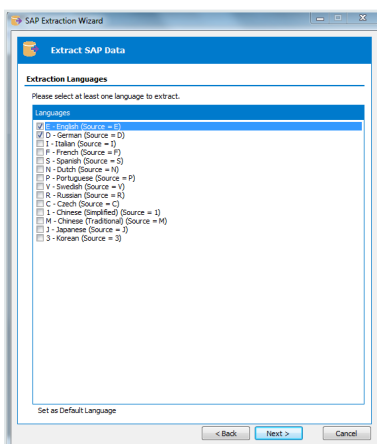 SAP Extraction Wizard
Extract SAP Data
Extraction Languages
Please select at least one language to extract.
Languages
E - English (Source = E)
D - German (Source = D)
I - Italian (Source = I)
F - French (Source = F)
S - Spanish (Source = S)
N - Dutch (Source = N)
P - Portuguese (Source = P)
V - Swedish (Source = V)
R - Russian (Source = R)
C - Czech (Source = C)
1 - Chinese (Simplified) (Source = 1)
M - Chinese (Traditional) (Source = M)
J - Japanese (Source = J)
3 - Korean (Source = 3)
Set as Default Language
< Back Next > Cancel